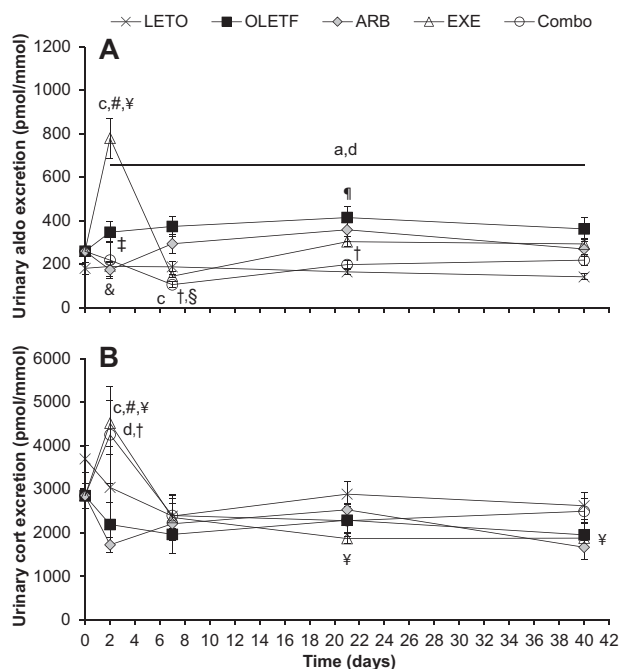 LETO OLETF ARB EXE Combo
A
Urinary aldo excretion (pmol/mmol)
1200
1000
800
600
400
200
0
c,#,¥
a,d
¶
‡
†
&
c †,§
B
Urinary cort excretion (pmol/mmol)
6000
5000
4000
3000
2000
1000
0
c,#,¥
d,†
¥
¥
0 2 4 6 8 10 12 14 16 18 20 22 24 26 28 30 32 34 36 38 40 42
Time (days)